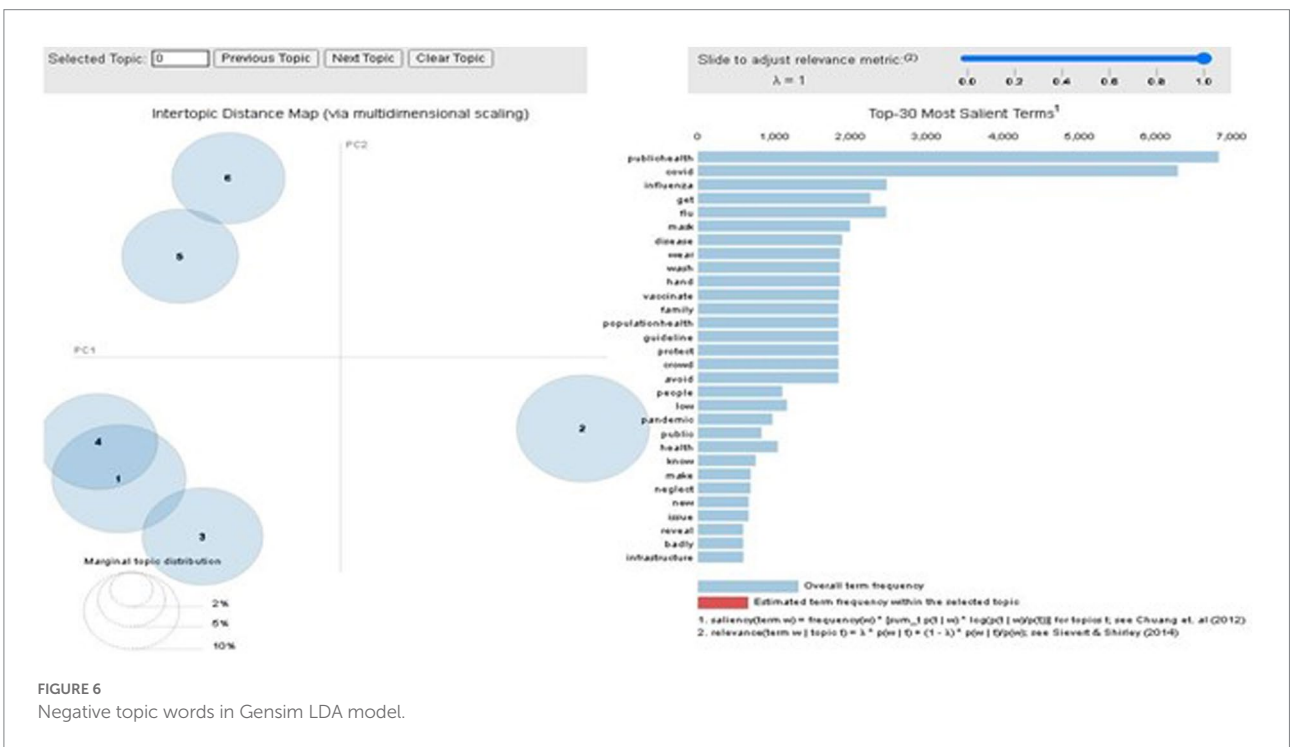 Selected Topic: 0 Previous Topic Next Topic Clear Topic
Slide to adjust relevance metric:(2)
λ = 1
0.0 0.2 0.4 0.6 0.8 1.0
Intertopic Distance Map (via multidimensional scaling)
PC2
6
5
PC1
4
1
2
3
Marginal topic distribution
2%
5%
10%
Top-30 Most Salient Terms1
0 1,000 2,000 3,000 4,000 5,000 6,000 7,000
publichealth
covid
influenza
get
flu
mask
disease
wear
wash
hand
vaccinate
family
populationhealth
guideline
protect
crowd
avoid
people
low
pandemic
public
health
know
make
neglect
new
issue
reveal
badly
infrastructure
Overall term frequency
Estimated term frequency within the selected topic
1. saliency(term w) = frequency(w) * [sum_t p(t | w) * log(p(t | w)/p(t))] for topics t; see Chuang et. al (2012)
2. relevance(term w | topic t) = λ * p(w | t) + (1 - λ) * p(w | t)/p(w); see Sievert & Shirley (2014)
FIGURE 6
Negative topic words in Gensim LDA model.